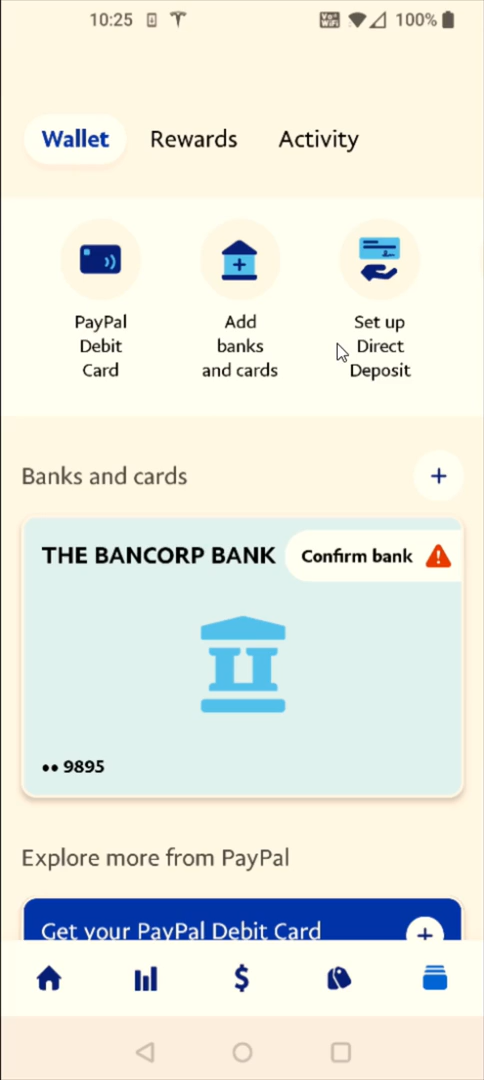 10:25
100%
Wallet Rewards Activity
PayPal
Debit
Card
Add
banks
and cards
Set up
Direct
Deposit
Banks and cards
THE BANCORP BANK
Confirm bank
•• 9895
Explore more from PayPal
Get your PayPal Debit Card